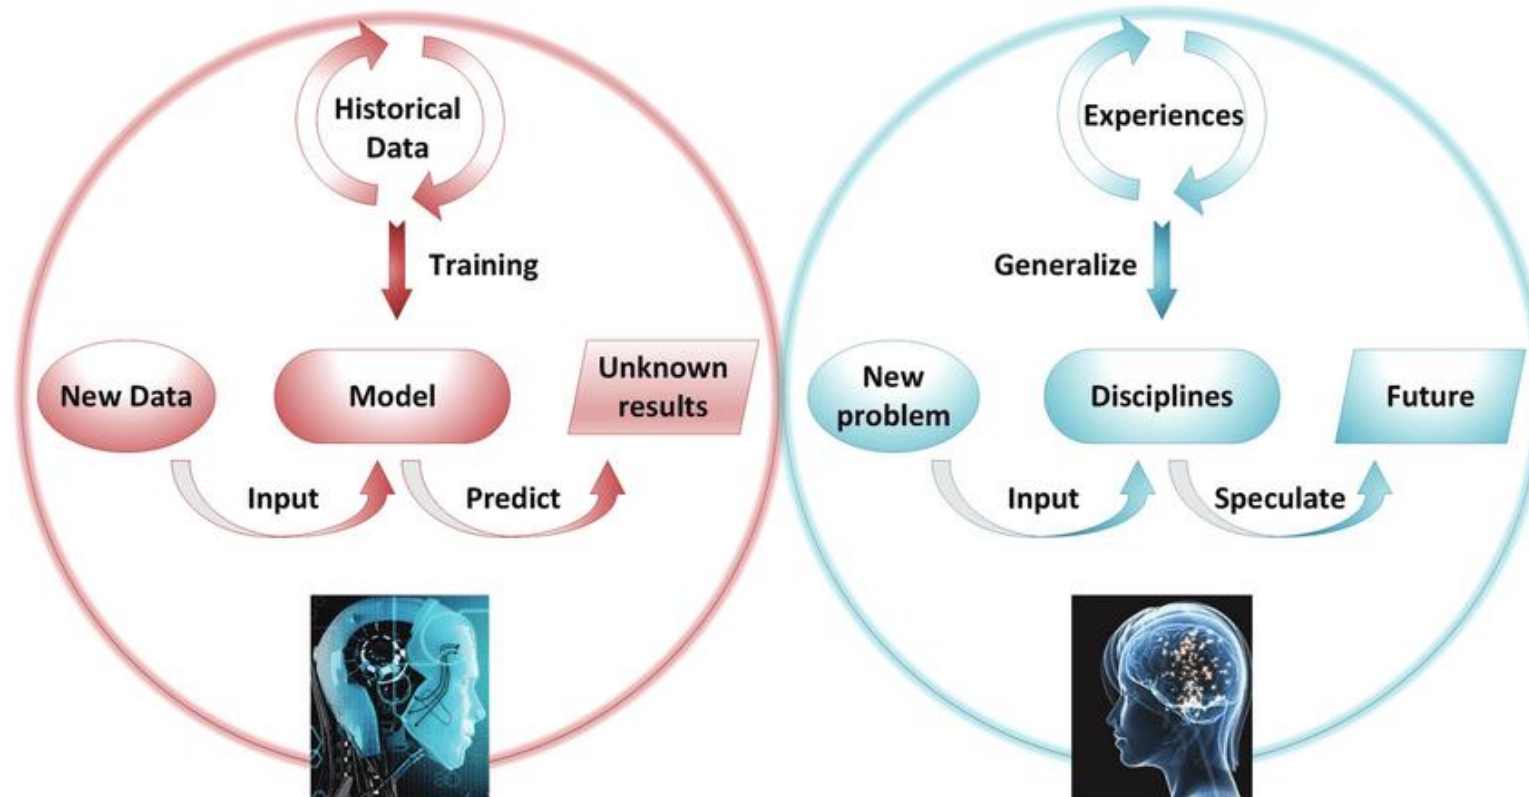 Historical
Data
Training
New Data
Model
Unknown
results
Input
Predict
Experiences
Generalize
New
problem
Disciplines
Future
Input
Speculate